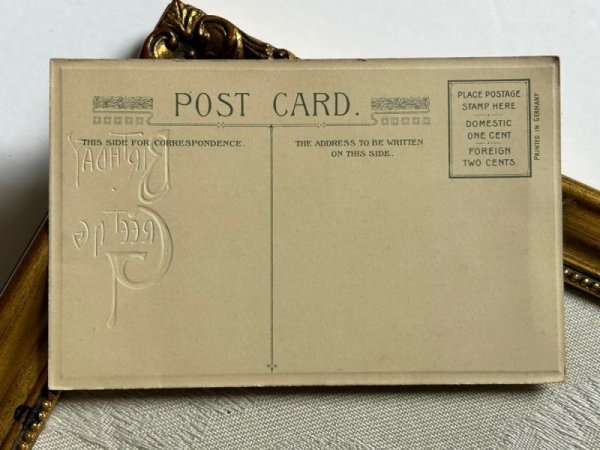 POST CARD.
THIS SIDE FOR CORRESPONDENCE.
THE ADDRESS TO BE WRITTEN
ON THIS SIDE.
PLACE POSTAGE
STAMP HERE
DOMESTIC
ONE CENT
FOREIGN
TWO CENTS
PRINTED IN GERMANY
BIRTHDAY